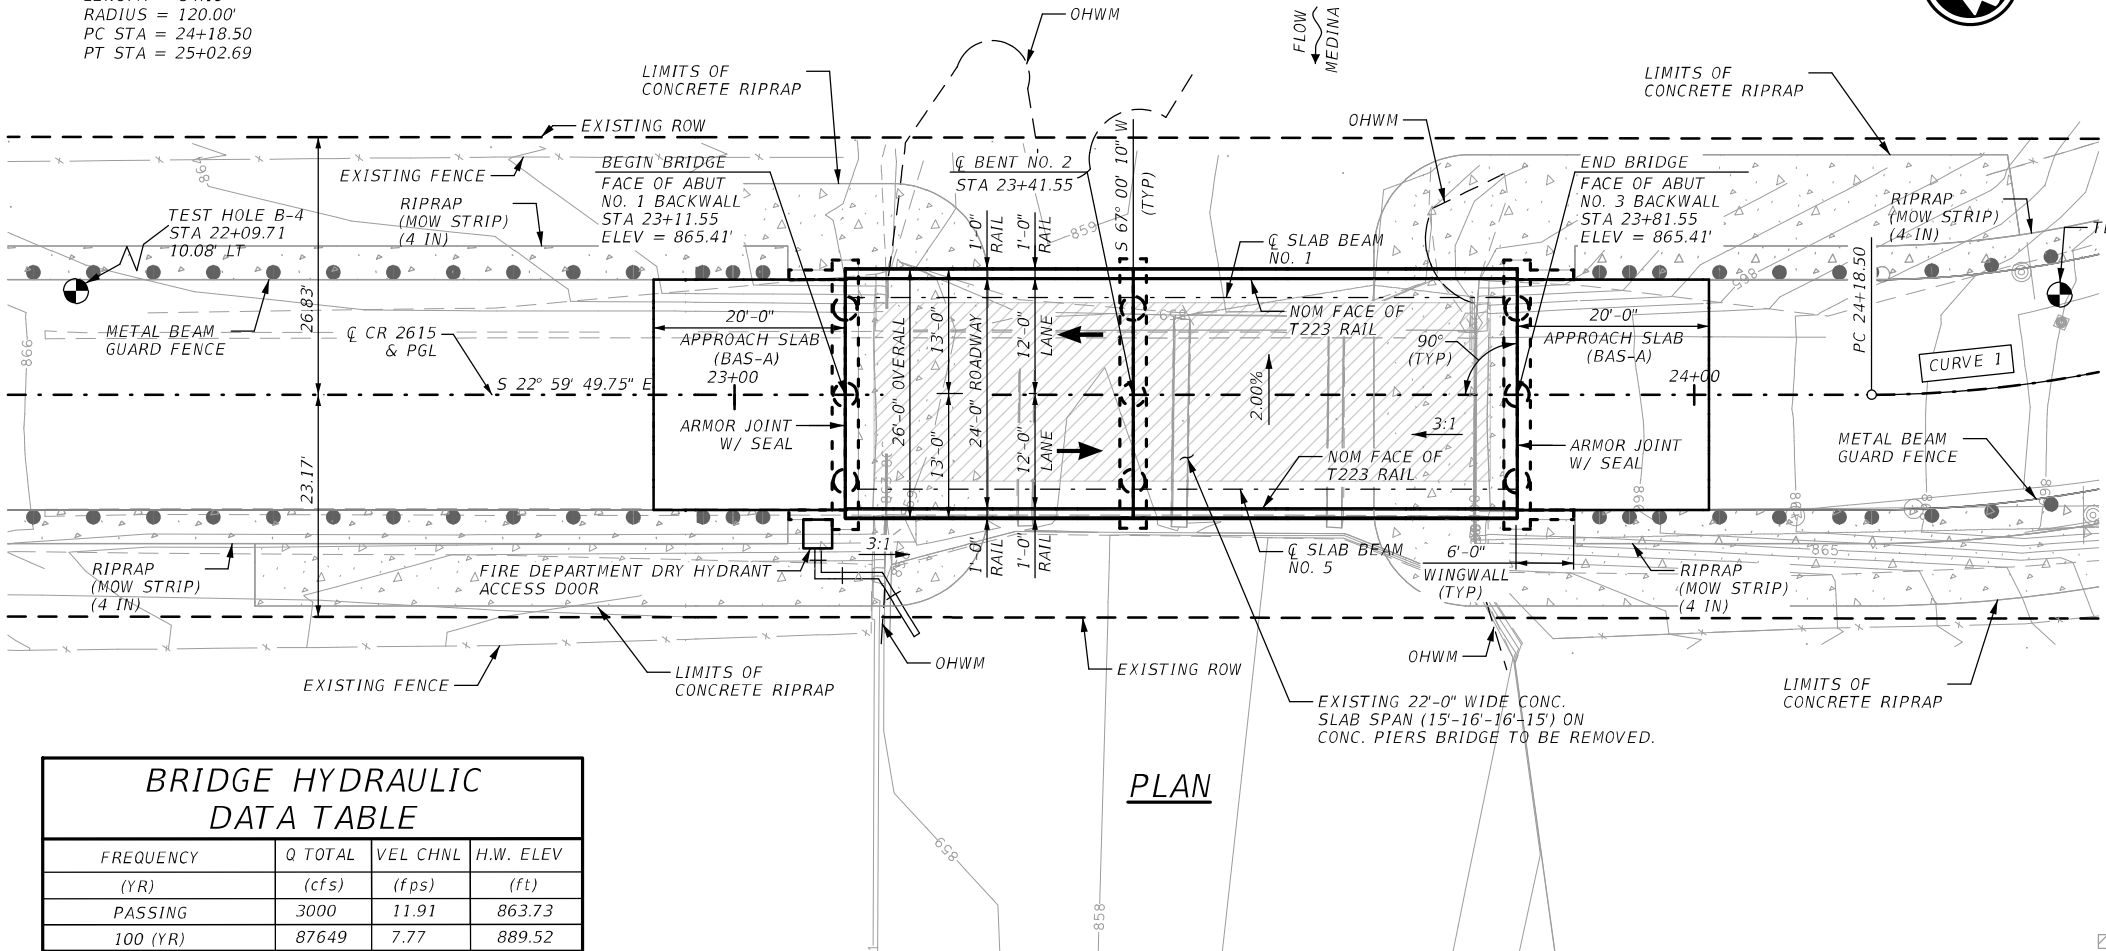 RADIUS = 120.00'
PC STA = 24+18.50
PT STA = 25+02.69
OHWM
FLOW
MEDINA
LIMITS OF
CONCRETE RIPRAP
LIMITS OF
CONCRETE RIPRAP
EXISTING ROW
OHWM
EXISTING FENCE
BEGIN BRIDGE
FACE OF ABUT
NO. 1 BACKWALL
STA 23+11.55
ELEV = 865.41'
℄ BENT NO. 2
STA 23+41.55
S 67° 00' 10" W
(TYP)
END BRIDGE
FACE OF ABUT
NO. 3 BACKWALL
STA 23+81.55
ELEV = 865.41'
868
RIPRAP
(MOW STRIP)
(4 IN)
RIPRAP
(MOW STRIP)
(4 IN)
TEST HOLE B-4
STA 22+09.71
10.08' LT
1'-0"
RAIL
1'-0"
RAIL
859
℄ SLAB BEAM
NO. 1
PC 24+18.50
26.83'
METAL BEAM
GUARD FENCE
℄ CR 2615
& PGL
20'-0"
APPROACH SLAB
(BAS-A)
23+00
26'-0" OVERALL
13'-0"
24'-0" ROADWAY
12'-0"
LANE
NOM FACE OF
T223 RAIL
90°
(TYP)
20'-0"
APPROACH SLAB
(BAS-A)
24+00
CURVE 1
866
S 22° 59' 49.75" E
2.00%
ARMOR JOINT
W/ SEAL
13'-0"
12'-0"
LANE
3:1
NOM FACE OF
T223 RAIL
ARMOR JOINT
W/ SEAL
METAL BEAM
GUARD FENCE
23.17'
3:1
1'-0"
RAIL
1'-0"
RAIL
℄ SLAB BEAM
NO. 5
6'-0"
WINGWALL
(TYP)
865
RIPRAP
(MOW STRIP)
(4 IN)
FIRE DEPARTMENT DRY HYDRANT
ACCESS DOOR
RIPRAP
(MOW STRIP)
(4 IN)
OHWM
EXISTING ROW
OHWM
EXISTING FENCE
LIMITS OF
CONCRETE RIPRAP
LIMITS OF
CONCRETE RIPRAP
EXISTING 22'-0" WIDE CONC.
SLAB SPAN (15'-16'-16'-15') ON
CONC. PIERS BRIDGE TO BE REMOVED.
PLAN
859
858
BRIDGE HYDRAULIC
DATA TABLE
FREQUENCY Q TOTAL VEL CHNL H.W. ELEV
(YR) (cfs) (fps) (ft)
PASSING 3000 11.91 863.73
100 (YR) 87649 7.77 889.52